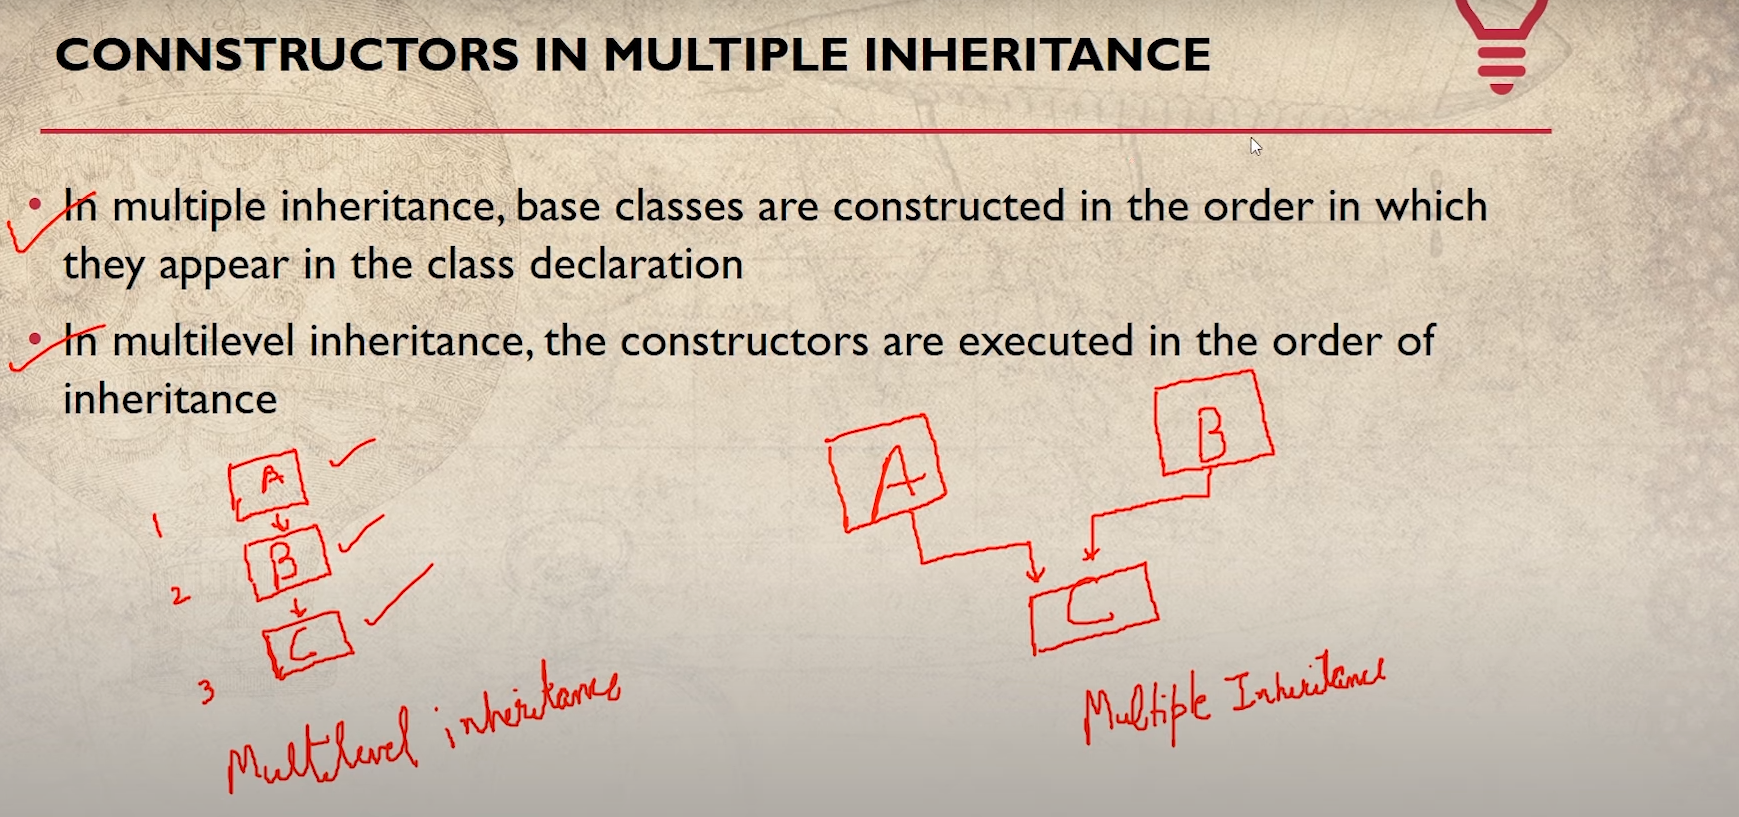 CONNSTRUCTORS IN MULTIPLE INHERITANCE
• In multiple inheritance, base classes are constructed in the order in which
they appear in the class declaration
• In multilevel inheritance, the constructors are executed in the order of
inheritance
A
1
B
2
C
3
Multilevel inheritance
A
B
C
Multiple Inheritance